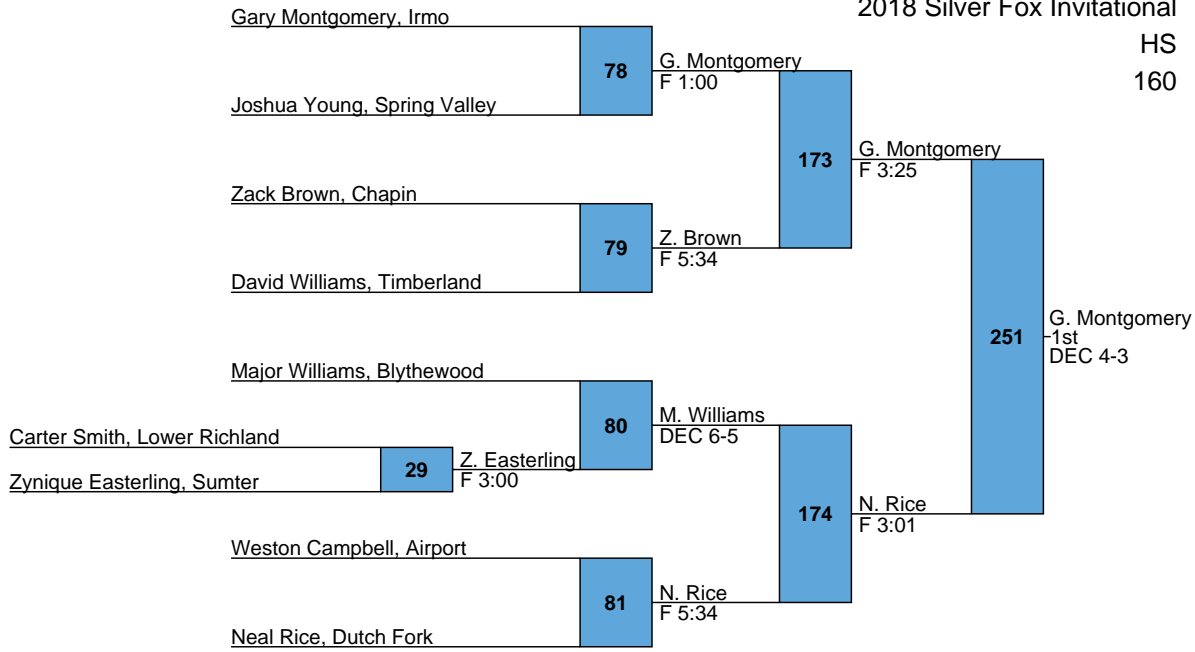 2018 Silver Fox Invitational
HS
160
Gary Montgomery, Irmo
78
G. Montgomery
F 1:00
Joshua Young, Spring Valley
173
G. Montgomery
F 3:25
Zack Brown, Chapin
79
Z. Brown
F 5:34
David Williams, Timberland
251
G. Montgomery
1st
DEC 4-3
Major Williams, Blythewood
80
M. Williams
DEC 6-5
Carter Smith, Lower Richland
29
Z. Easterling
F 3:00
Zynique Easterling, Sumter
174
N. Rice
F 3:01
Weston Campbell, Airport
81
N. Rice
F 5:34
Neal Rice, Dutch Fork